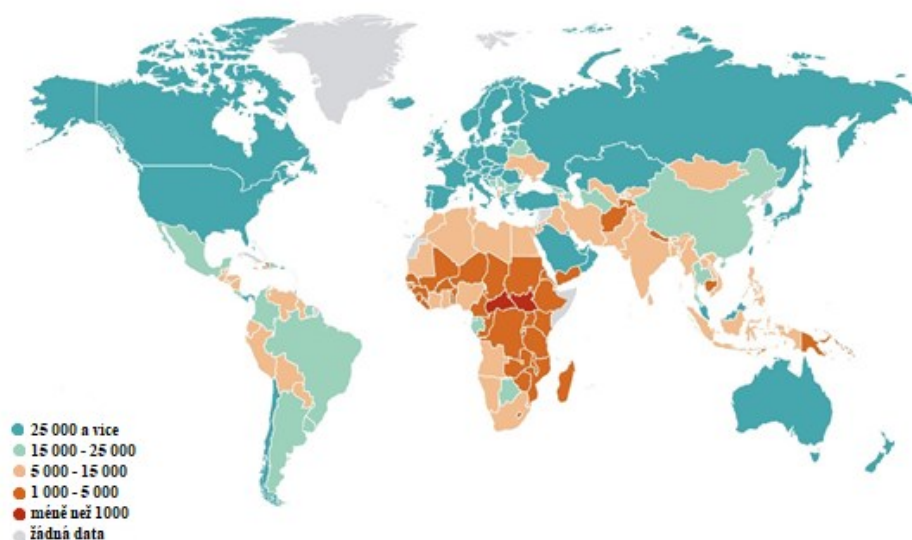 25 000 a vice
15 000 - 25 000
5 000 - 15 000
1 000 - 5 000
méně než 1000
žádná data